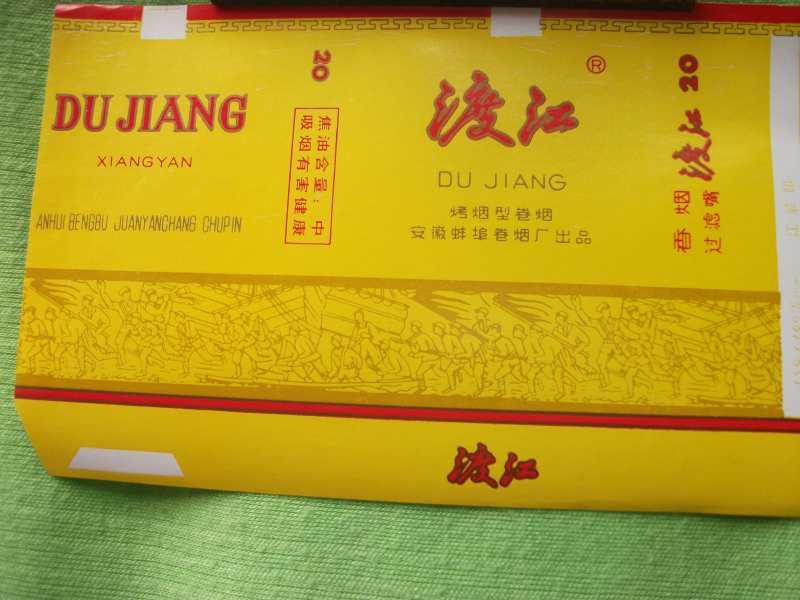 DU JIANG
XIANGYAN
ANHUI BENGBU JUANYANCHANG CHUPIN
20
焦油含量：中
吸烟有害健康
渡江
®
DU JIANG
烤烟型卷烟
安徽蚌埠卷烟厂出品
20
渡江
香烟
过滤嘴
渡江